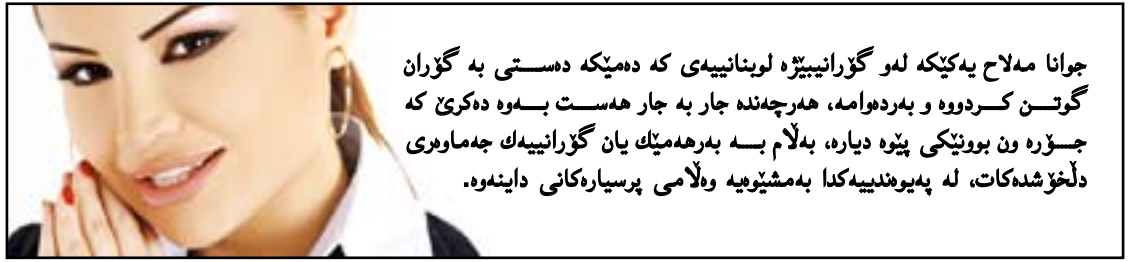 جوانا مەلاح یەکێکە لەو گۆرانیبێژە لوبنانییەی کە دەمێکە دەستی بە گۆران
گوتن کردووە و بەردەوامە، هەرچەندە جار بە جار هەست بەوە دەکرێ کە
جۆرە ون بوونێکی پێوە دیارە، بەڵام بە بەرهەمێك یان گۆرانییەك جەماوەری
دڵخۆشدەکات، لە پەیوەندییەکدا بەمشێوەیە وەڵامی پرسیارەکانی داینەوە.